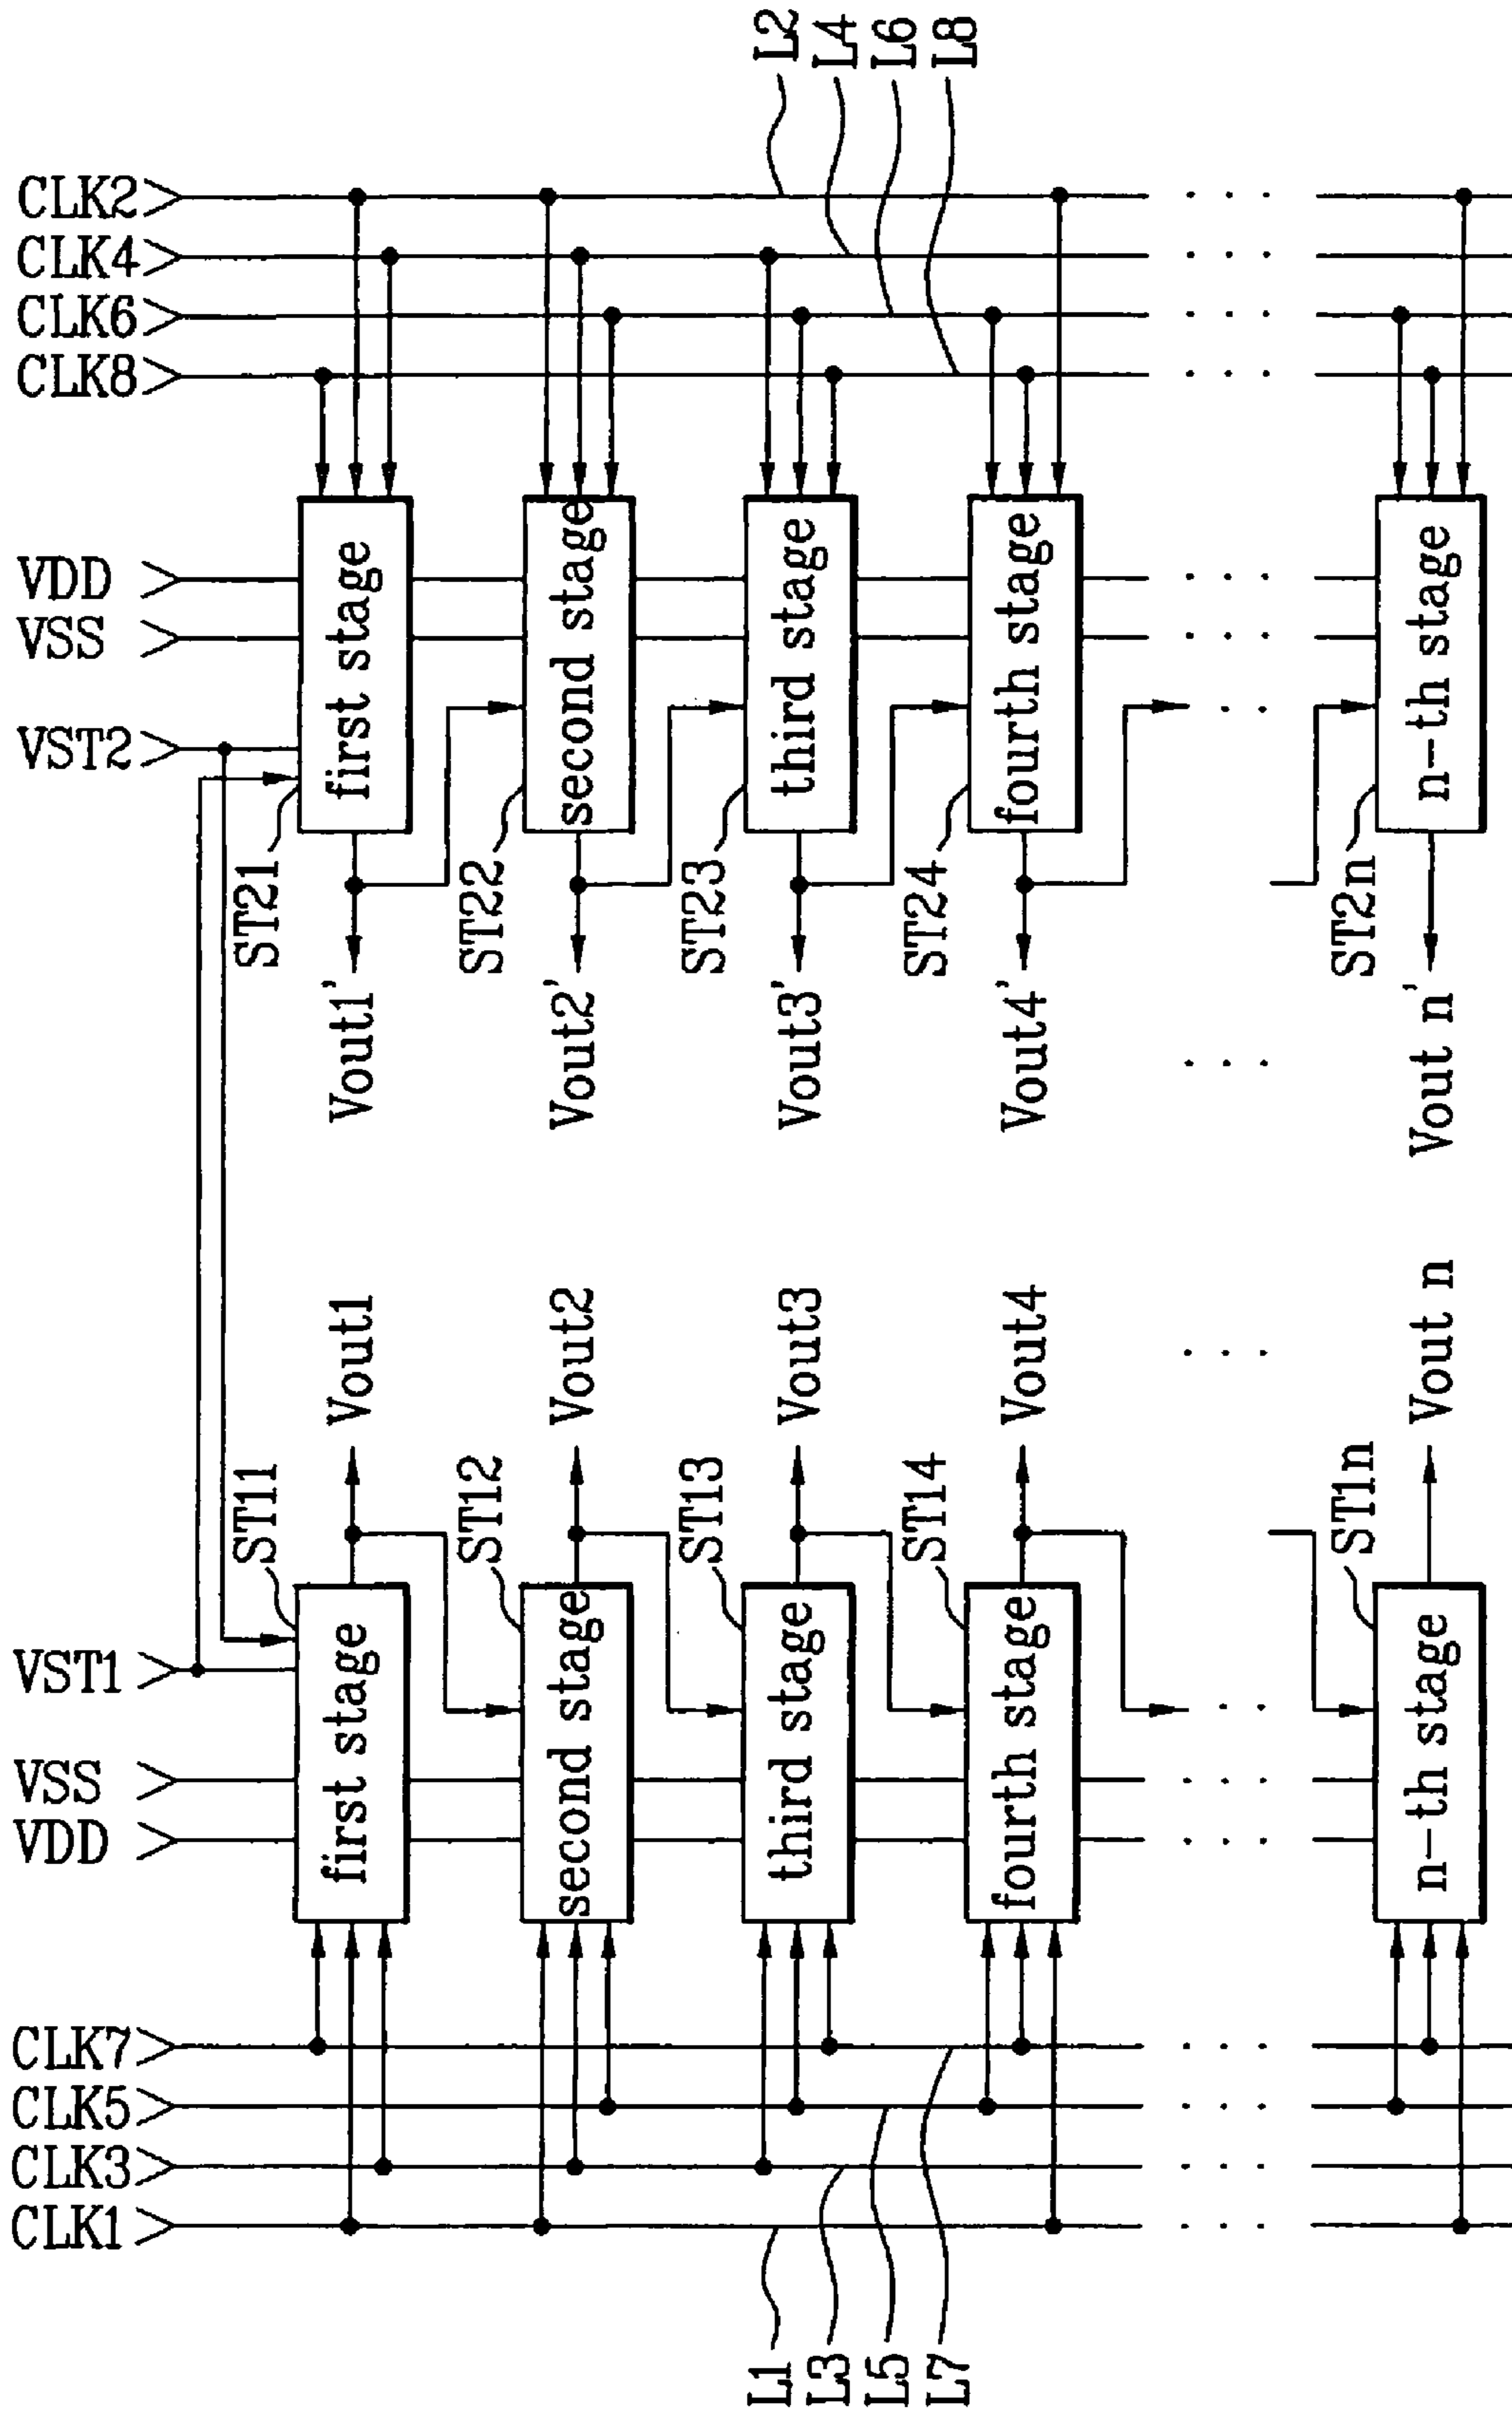 CLK1
CLK3
CLK5
CLK7
VDD
VSS
VST1
VST2
VSS
VDD
CLK8
CLK6
CLK4
CLK2
first stage
ST11
Vout1
Vout1'
ST21
first stage
second stage
ST12
Vout2
Vout2'
ST22
second stage
third stage
ST13
Vout3
Vout3'
ST23
third stage
fourth stage
ST14
Vout4
Vout4'
ST24
fourth stage
. . .
n-th stage
ST1n
Vout n
Vout n'
ST2n
n-th stage
L1
L3
L5
L7
L2
L4
L6
L8